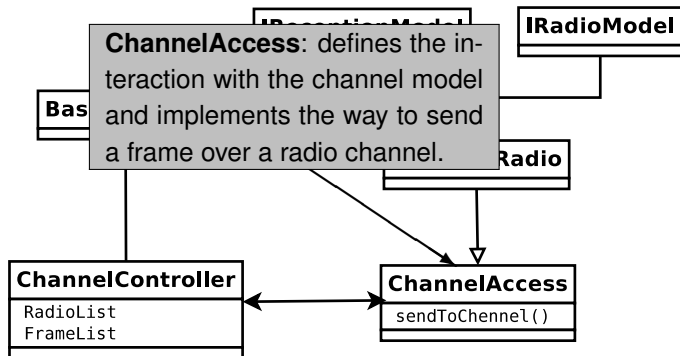 IReceptionModel
IRadioModel
ChannelAccess: defines the in-
teraction with the channel model
and implements the way to send
a frame over a radio channel.
Bas
Radio
ChannelController
RadioList
FrameList
ChannelAccess
sendToChennel()